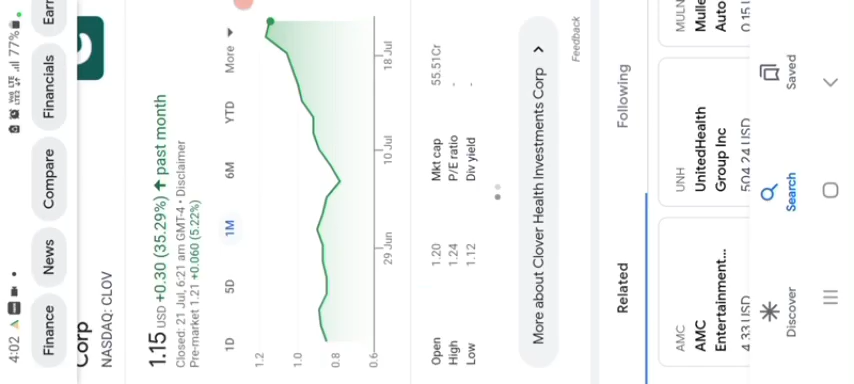 4:02
77%
Finance
News
Compare
Financials
Earn
Corp
NASDAQ: CLOV
1.15 USD +0.30 (35.29%) ↑ past month
Closed: 21 Jul, 6:21 am GMT-4 • Disclaimer
Pre-market 1.21 +0.060 (5.22%)
1D
5D
1M
6M
YTD
More
1.2
1.0
0.8
0.6
29 Jun
10 Jul
18 Jul
Open 1.20 Mkt cap 55.51Cr
High 1.24 P/E ratio -
Low 1.12 Div yield -
More about Clover Health Investments Corp >
Feedback
Related
Following
AMC
AMC
Entertainment...
4.33 USD
UNH
UnitedHealth
Group Inc
504.24 USD
MULN
Mulle
Auto
0.15 U
Discover
Search
Saved